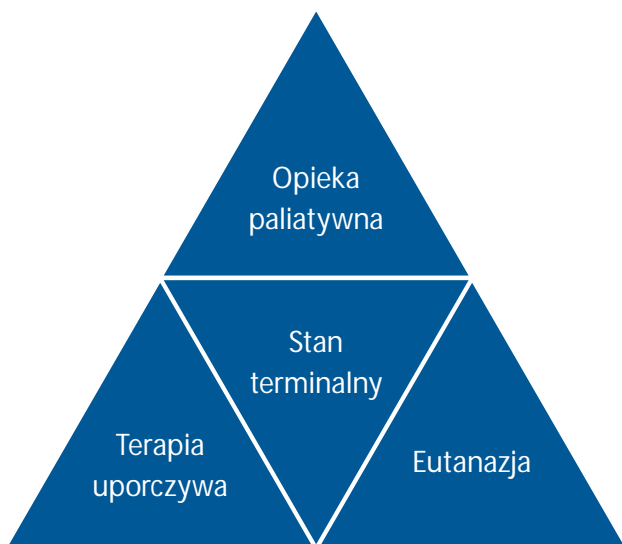 Opieka
paliatywna
Stan
terminalny
Terapia
uporczywa
Eutanazja